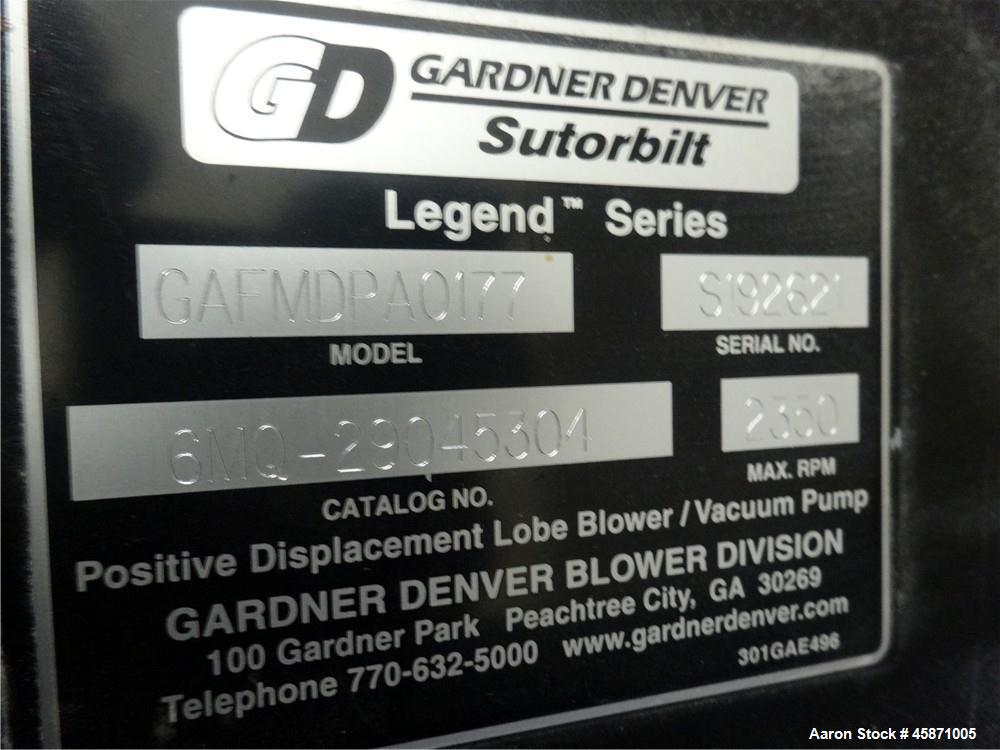 GD GARDNER DENVER
Sutorbilt
Legend™ Series
GAFMDPA0177 S192621
MODEL SERIAL NO.
6MQ-29045304 2350
CATALOG NO. MAX. RPM
Positive Displacement Lobe Blower / Vacuum Pump
GARDNER DENVER BLOWER DIVISION
100 Gardner Park Peachtree City, GA 30269
Telephone 770-632-5000 www.gardnerdenver.com
301GAE496
Aaron Stock # 45871005